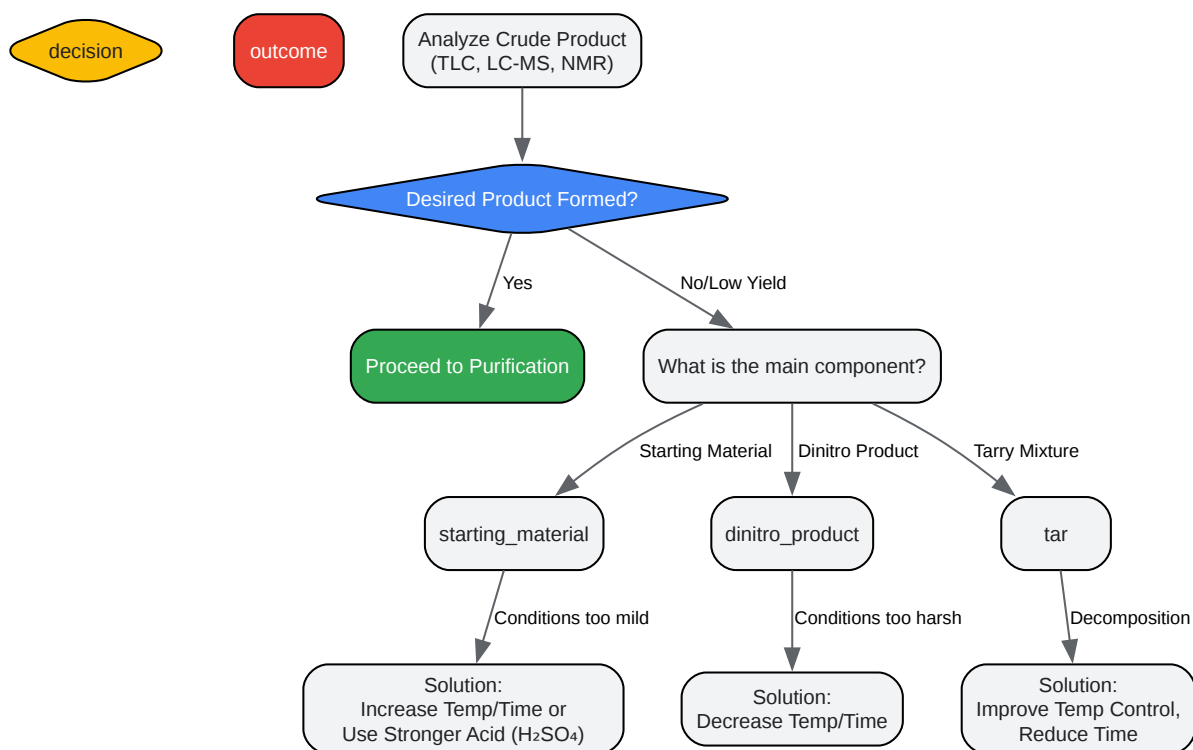 decision
outcome
Analyze Crude Product
(TLC, LC-MS, NMR)
Desired Product Formed?
Yes
No/Low Yield
Proceed to Purification
What is the main component?
Starting Material
Dinitro Product
Tarry Mixture
starting_material
dinitro_product
tar
Conditions too mild
Conditions too harsh
Decomposition
Solution:
Increase Temp/Time or
Use Stronger Acid (H₂SO₄)
Solution:
Decrease Temp/Time
Solution:
Improve Temp Control,
Reduce Time